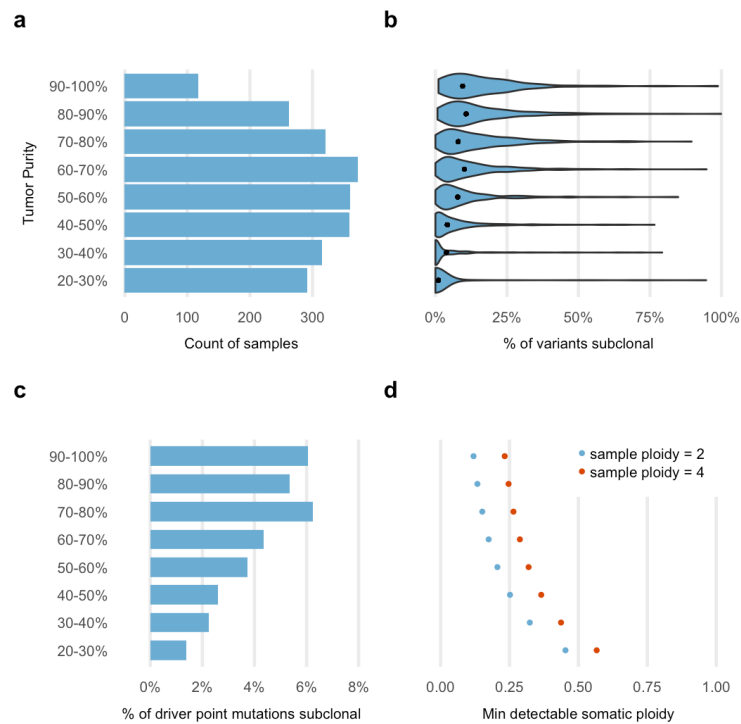 a
b
Tumor Purity
90-100%
80-90%
70-80%
60-70%
50-60%
40-50%
30-40%
20-30%
0 100 200 300
Count of samples
0% 25% 50% 75% 100%
% of variants subclonal
c
d
90-100%
80-90%
70-80%
60-70%
50-60%
40-50%
30-40%
20-30%
0% 2% 4% 6% 8%
% of driver point mutations subclonal
sample ploidy = 2
sample ploidy = 4
0.00 0.25 0.50 0.75 1.00
Min detectable somatic ploidy